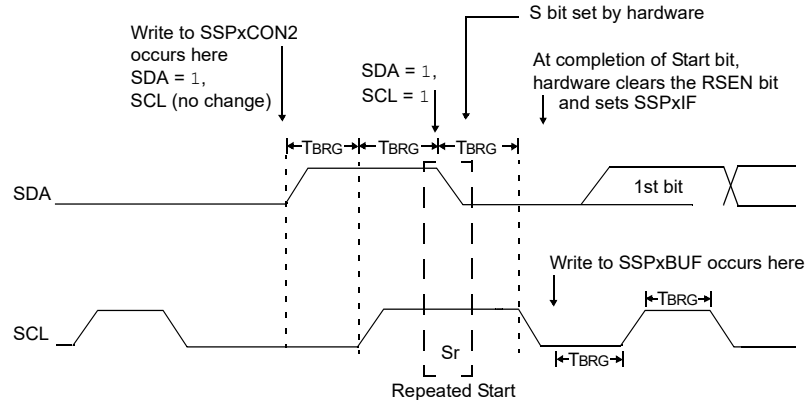 S bit set by hardware
Write to SSPxCON2
occurs here
SDA = 1,
SCL (no change)
SDA = 1,
SCL = 1
At completion of Start bit,
hardware clears the RSEN bit
and sets SSPxIF
TBRG TBRG TBRG
SDA
1st bit
Write to SSPxBUF occurs here
TBRG
SCL
Sr
TBRG
Repeated Start